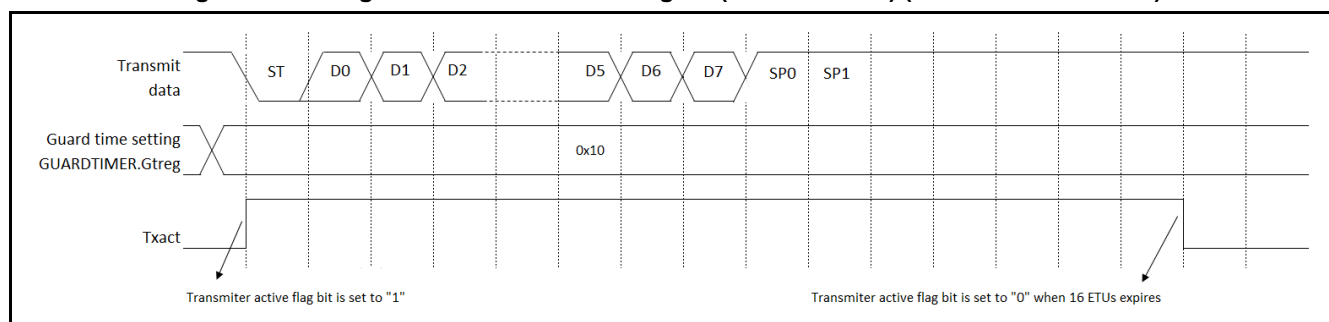 Transmit
data
ST D0 D1 D2 D5 D6 D7 SP0 SP1
Guard time setting
GUARDTIMER.Gtreg
0x10
Txact
Transmiter active flag bit is set to "1"
Transmiter active flag bit is set to "0" when 16 ETUs expires